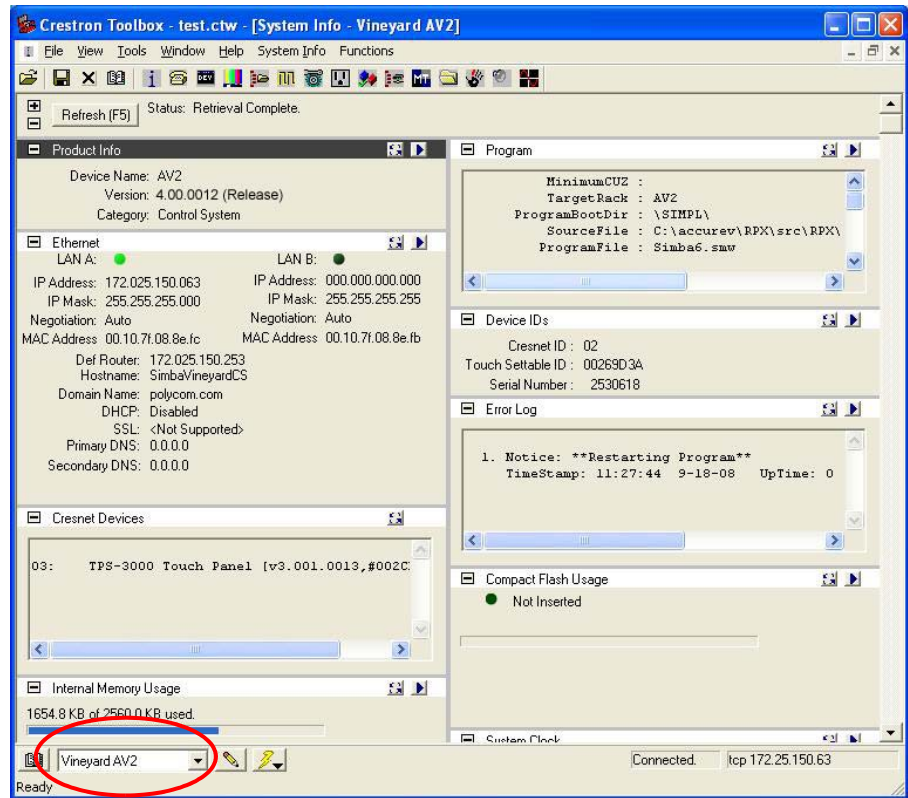 Crestron Toolbox - test.ctw - [System Info - Vineyard AV2]
File View Tools Window Help System Info Functions
Refresh (F5) Status: Retrieval Complete.
Product Info
Device Name: AV2
Version: 4.00.0012 (Release)
Category: Control System
Ethernet
LAN A: LAN B:
IP Address: 172.025.150.063 IP Address: 000.000.000.000
IP Mask: 255.255.255.000 IP Mask: 255.255.255.255
Negotiation: Auto Negotiation: Auto
MAC Address 00.10.7f.08.8e.fc MAC Address 00.10.7f.08.8e.fb
Def Router: 172.025.150.253
Hostname: SimbaVineyardCS
Domain Name: polycom.com
DHCP: Disabled
SSL: <Not Supported>
Primary DNS: 0.0.0.0
Secondary DNS: 0.0.0.0
Cresnet Devices
03: TPS-3000 Touch Panel [v3.001.0013,#002C
Internal Memory Usage
1654.8 KB of 2560.0 KB used.
Program
MinimumCUZ :
TargetRack : AV2
ProgramBootDir : \SIMPL\
SourceFile : C:\accurev\RPX\src\RPX\
ProgramFile : Simba6.smw
Device IDs
Cresnet ID : 02
Touch Settable ID : 00269D3A
Serial Number : 2530618
Error Log
1. Notice: **Restarting Program**
TimeStamp: 11:27:44 9-18-08 UpTime: 0
Compact Flash Usage
Not Inserted
System Clock
Vineyard AV2 Connected. tcp 172.25.150.63
Ready